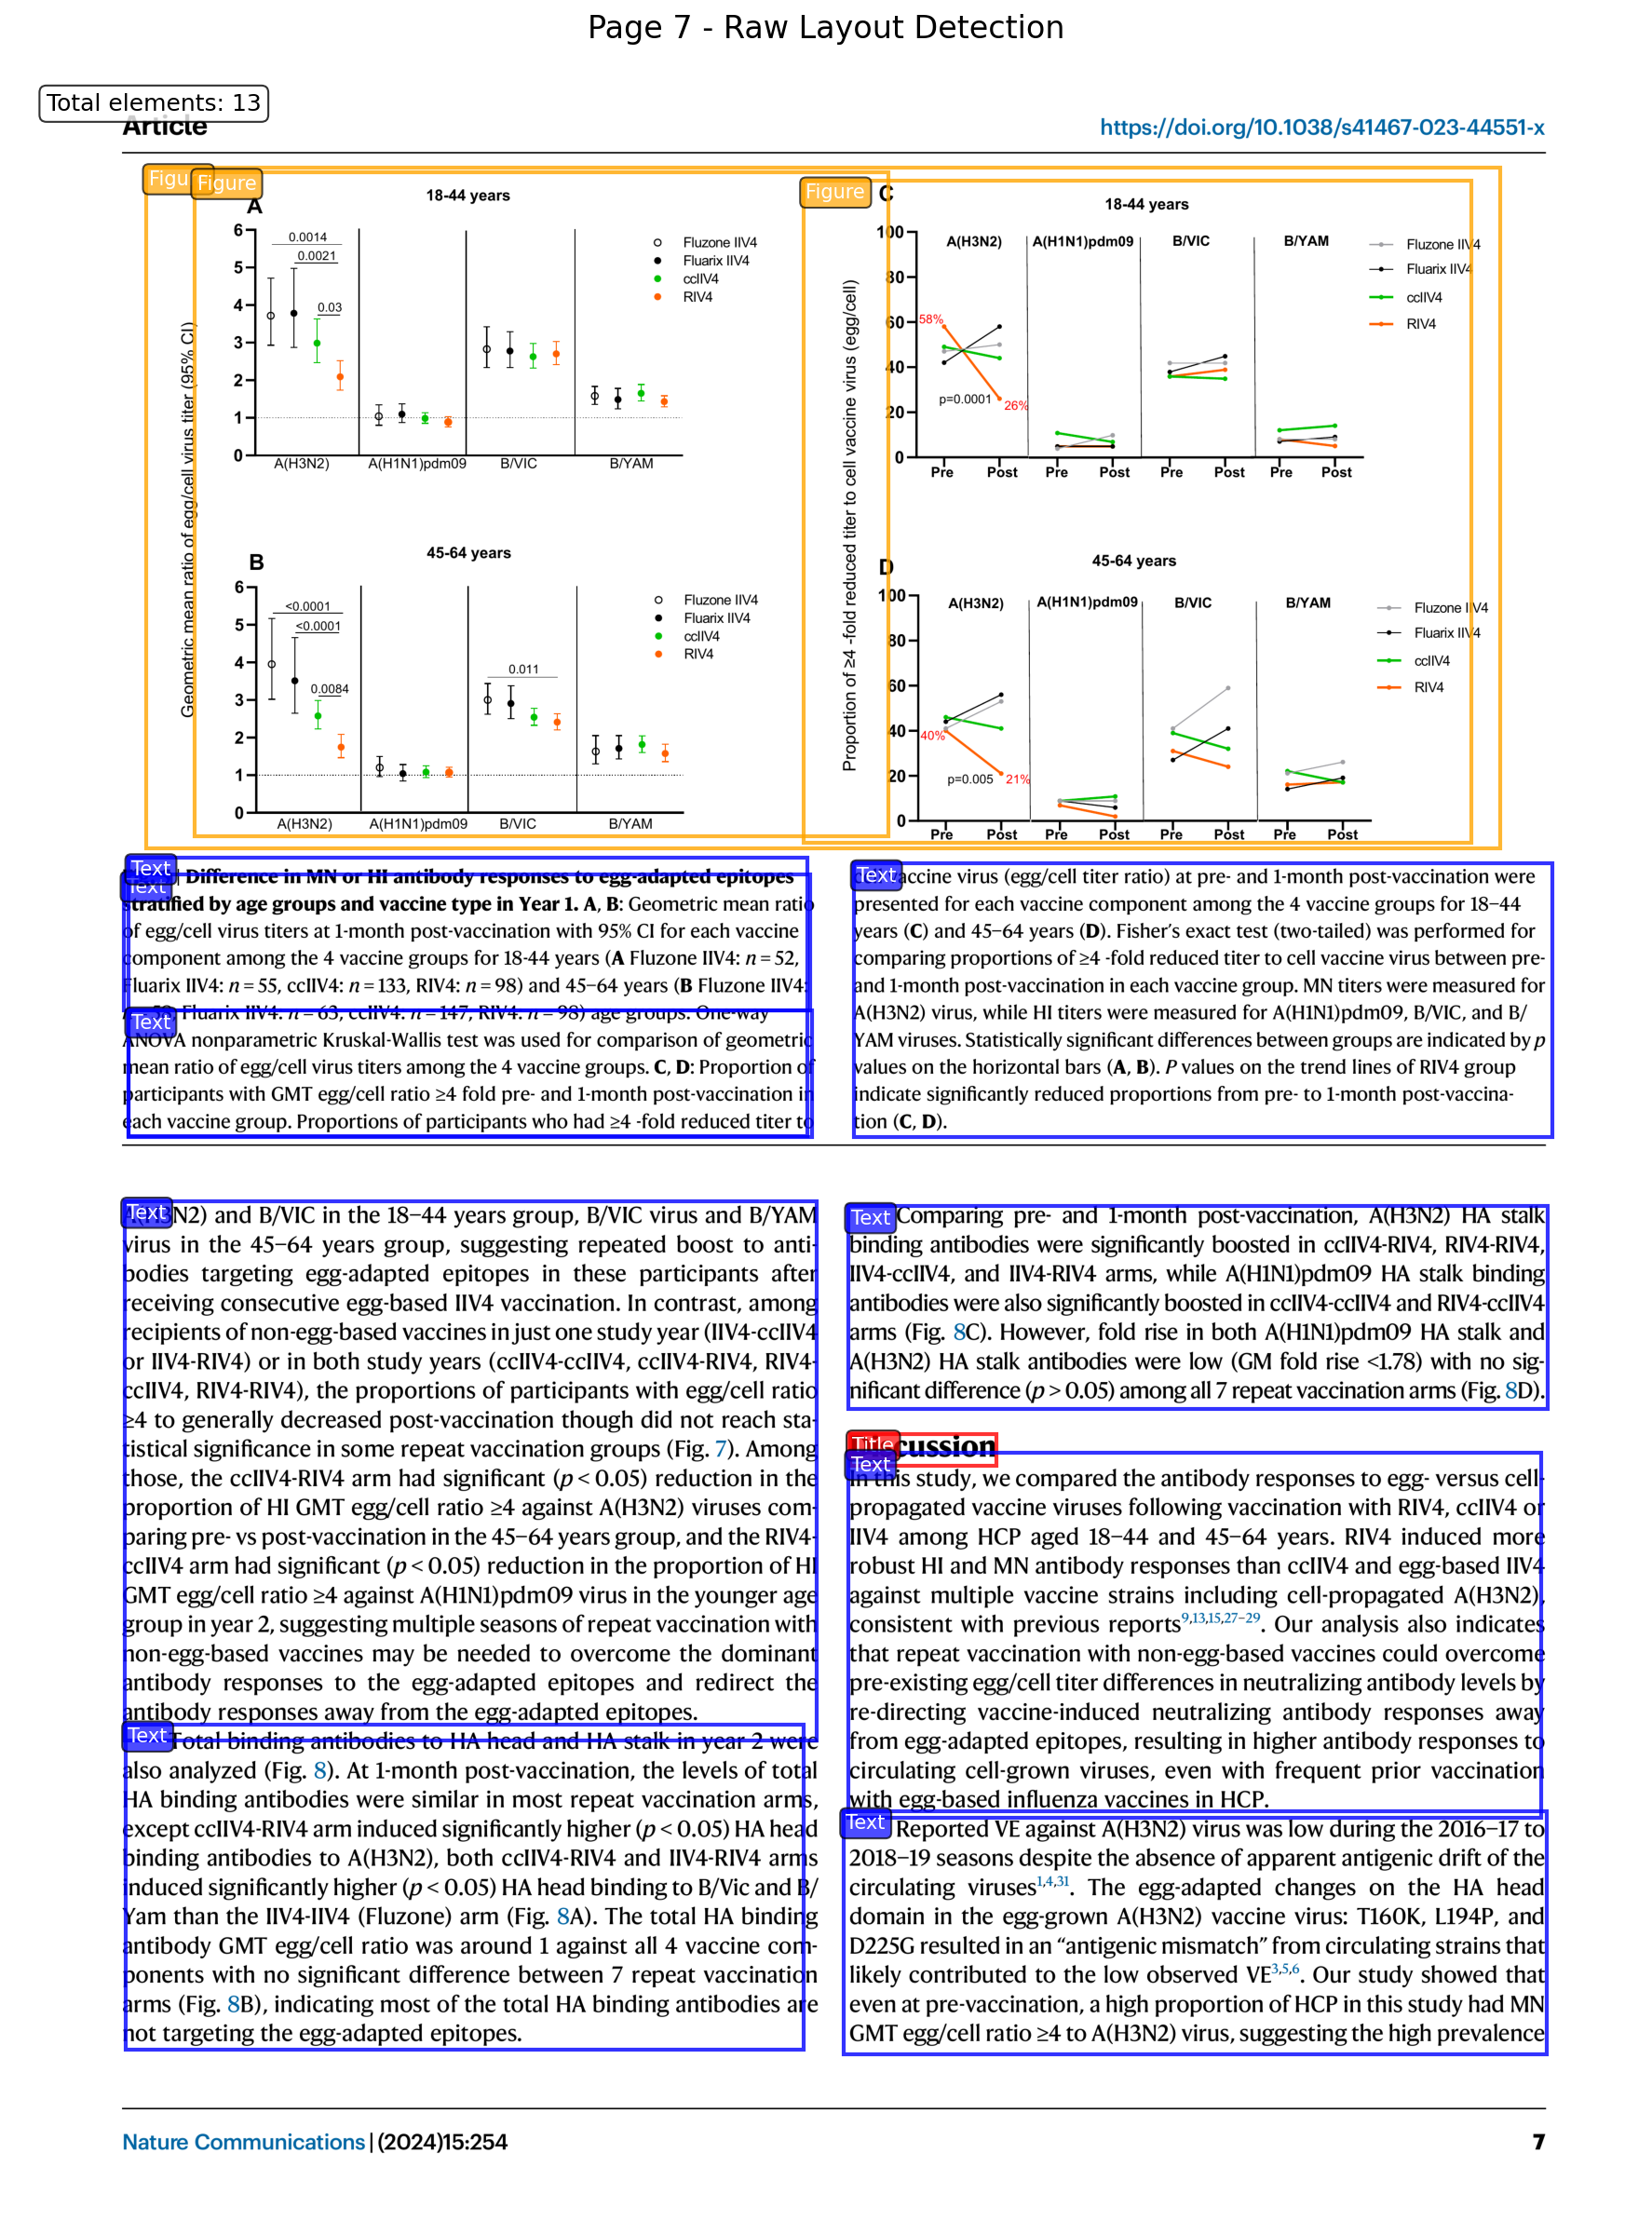 Page 7 - Raw Layout Detection
Total elements: 13
Article
https://doi.org/10.1038/s41467-023-44551-x
Figu
Figure
A
18-44 years
Geometric mean ratio of egg/cell virus titer (95% CI)
6
5
4
3
2
1
0
0.0014
0.0021
0.03
Fluzone IIV4
Fluarix IIV4
ccIIV4
RIV4
A(H3N2) A(H1N1)pdm09 B/VIC B/YAM
B
45-64 years
6
5
4
3
2
1
0
<0.0001
<0.0001
0.0084
0.011
Fluzone IIV4
Fluarix IIV4
ccIIV4
RIV4
A(H3N2) A(H1N1)pdm09 B/VIC B/YAM
Figure
C
18-44 years
Proportion of ≥4 -fold reduced titer to cell vaccine virus (egg/cell)
100
80
60
40
20
0
A(H3N2) A(H1N1)pdm09 B/VIC B/YAM
58%
p=0.0001
26%
Fluzone IIV4
Fluarix IIV4
ccIIV4
RIV4
Pre Post Pre Post Pre Post Pre Post
D
45-64 years
100
80
60
40
20
0
A(H3N2) A(H1N1)pdm09 B/VIC B/YAM
40%
p=0.005
21%
Fluzone IIV4
Fluarix IIV4
ccIIV4
RIV4
Pre Post Pre Post Pre Post Pre Post
Text
Text
| Difference in MN or HI antibody responses to egg-adapted epitopes
stratified by age groups and vaccine type in Year 1. A, B: Geometric mean ratio
of egg/cell virus titers at 1-month post-vaccination with 95% CI for each vaccine
component among the 4 vaccine groups for 18-44 years (A Fluzone IIV4: n = 52,
Fluarix IIV4: n = 55, ccIIV4: n = 133, RIV4: n = 98) and 45–64 years (B Fluzone IIV4:
Fluarix IIV4: n = 63, ccIIV4: n = 147, RIV4: n = 98) age groups. One-way
Text
ANOVA nonparametric Kruskal-Wallis test was used for comparison of geometric
mean ratio of egg/cell virus titers among the 4 vaccine groups. C, D: Proportion of
participants with GMT egg/cell ratio ≥4 fold pre- and 1-month post-vaccination in
each vaccine group. Proportions of participants who had ≥4 -fold reduced titer to
Text
accine virus (egg/cell titer ratio) at pre- and 1-month post-vaccination were
presented for each vaccine component among the 4 vaccine groups for 18–44
years (C) and 45–64 years (D). Fisher's exact test (two-tailed) was performed for
comparing proportions of ≥4 -fold reduced titer to cell vaccine virus between pre-
and 1-month post-vaccination in each vaccine group. MN titers were measured for
A(H3N2) virus, while HI titers were measured for A(H1N1)pdm09, B/VIC, and B/
YAM viruses. Statistically significant differences between groups are indicated by p
values on the horizontal bars (A, B). P values on the trend lines of RIV4 group
indicate significantly reduced proportions from pre- to 1-month post-vaccina-
tion (C, D).
Text
A(H3N2) and B/VIC in the 18–44 years group, B/VIC virus and B/YAM
virus in the 45–64 years group, suggesting repeated boost to anti-
bodies targeting egg-adapted epitopes in these participants after
receiving consecutive egg-based IIV4 vaccination. In contrast, among
recipients of non-egg-based vaccines in just one study year (IIV4-ccIIV4
or IIV4-RIV4) or in both study years (ccIIV4-ccIIV4, ccIIV4-RIV4, RIV4-
ccIIV4, RIV4-RIV4), the proportions of participants with egg/cell ratio
≥4 to generally decreased post-vaccination though did not reach sta-
tistical significance in some repeat vaccination groups (Fig. 7). Among
those, the ccIIV4-RIV4 arm had significant (p < 0.05) reduction in the
proportion of HI GMT egg/cell ratio ≥4 against A(H3N2) viruses com-
paring pre- vs post-vaccination in the 45–64 years group, and the RIV4-
ccIIV4 arm had significant (p < 0.05) reduction in the proportion of HI
GMT egg/cell ratio ≥4 against A(H1N1)pdm09 virus in the younger age
group in year 2, suggesting multiple seasons of repeat vaccination with
non-egg-based vaccines may be needed to overcome the dominant
antibody responses to the egg-adapted epitopes and redirect the
antibody responses away from the egg-adapted epitopes.
Text
Total binding antibodies to HA head and HA stalk in year 2 were
also analyzed (Fig. 8). At 1-month post-vaccination, the levels of total
HA binding antibodies were similar in most repeat vaccination arms,
except ccIIV4-RIV4 arm induced significantly higher (p < 0.05) HA head
binding antibodies to A(H3N2), both ccIIV4-RIV4 and IIV4-RIV4 arms
induced significantly higher (p < 0.05) HA head binding to B/Vic and B/
Yam than the IIV4-IIV4 (Fluzone) arm (Fig. 8A). The total HA binding
antibody GMT egg/cell ratio was around 1 against all 4 vaccine com-
ponents with no significant difference between 7 repeat vaccination
arms (Fig. 8B), indicating most of the total HA binding antibodies are
not targeting the egg-adapted epitopes.
Text
Comparing pre- and 1-month post-vaccination, A(H3N2) HA stalk
binding antibodies were significantly boosted in ccIIV4-RIV4, RIV4-RIV4,
IIV4-ccIIV4, and IIV4-RIV4 arms, while A(H1N1)pdm09 HA stalk binding
antibodies were also significantly boosted in ccIIV4-ccIIV4 and RIV4-ccIIV4
arms (Fig. 8C). However, fold rise in both A(H1N1)pdm09 HA stalk and
A(H3N2) HA stalk antibodies were low (GM fold rise <1.78) with no sig-
nificant difference (p > 0.05) among all 7 repeat vaccination arms (Fig. 8D).
Title
cussion
Text
In this study, we compared the antibody responses to egg- versus cell-
propagated vaccine viruses following vaccination with RIV4, ccIIV4 or
IIV4 among HCP aged 18–44 and 45–64 years. RIV4 induced more
robust HI and MN antibody responses than ccIIV4 and egg-based IIV4
against multiple vaccine strains including cell-propagated A(H3N2),
consistent with previous reports9,13,15,27–29. Our analysis also indicates
that repeat vaccination with non-egg-based vaccines could overcome
pre-existing egg/cell titer differences in neutralizing antibody levels by
re-directing vaccine-induced neutralizing antibody responses away
from egg-adapted epitopes, resulting in higher antibody responses to
circulating cell-grown viruses, even with frequent prior vaccination
with egg-based influenza vaccines in HCP.
Text
Reported VE against A(H3N2) virus was low during the 2016–17 to
2018–19 seasons despite the absence of apparent antigenic drift of the
circulating viruses1,4,31. The egg-adapted changes on the HA head
domain in the egg-grown A(H3N2) vaccine virus: T160K, L194P, and
D225G resulted in an “antigenic mismatch” from circulating strains that
likely contributed to the low observed VE3,5,6. Our study showed that
even at pre-vaccination, a high proportion of HCP in this study had MN
GMT egg/cell ratio ≥4 to A(H3N2) virus, suggesting the high prevalence
Nature Communications | (2024)15:254
7